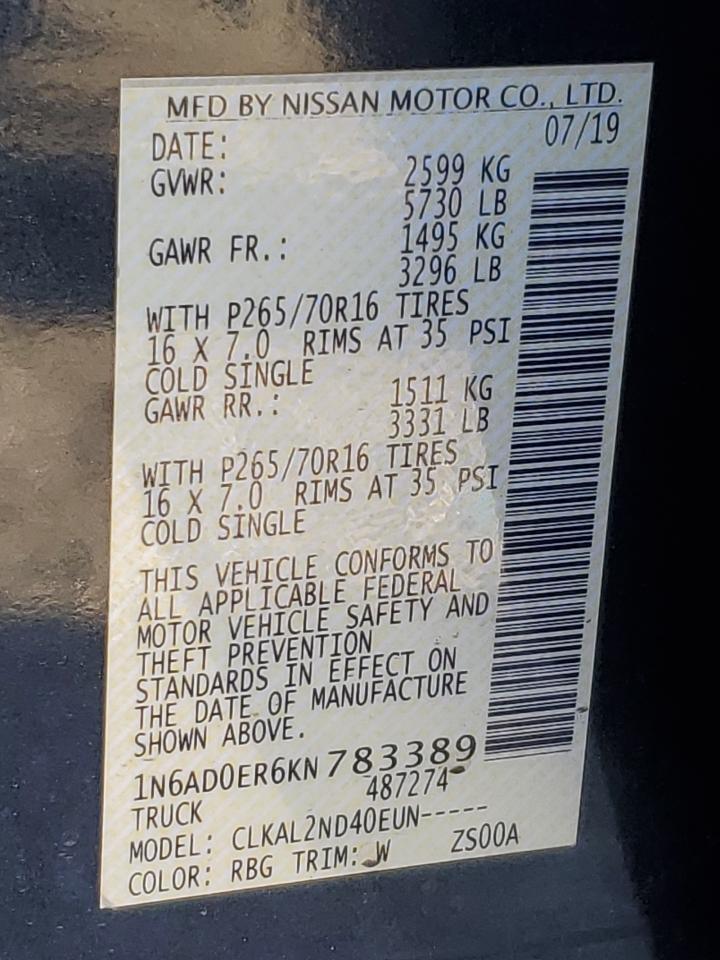 MFD BY NISSAN MOTOR CO., LTD.
DATE: 07/19
GVWR: 2599 KG
5730 LB
GAWR FR.: 1495 KG
3296 LB
WITH P265/70R16 TIRES
16 X 7.0 RIMS AT 35 PSI
COLD SINGLE
GAWR RR.: 1511 KG
3331 LB
WITH P265/70R16 TIRES
16 X 7.0 RIMS AT 35 PSI
COLD SINGLE
THIS VEHICLE CONFORMS TO
ALL APPLICABLE FEDERAL
MOTOR VEHICLE SAFETY AND
THEFT PREVENTION
STANDARDS IN EFFECT ON
THE DATE OF MANUFACTURE
SHOWN ABOVE.
1N6AD0ER6KN783389
TRUCK 487274
MODEL: CLKAL2ND40EUN-----
COLOR: RBG TRIM: W ZS00A